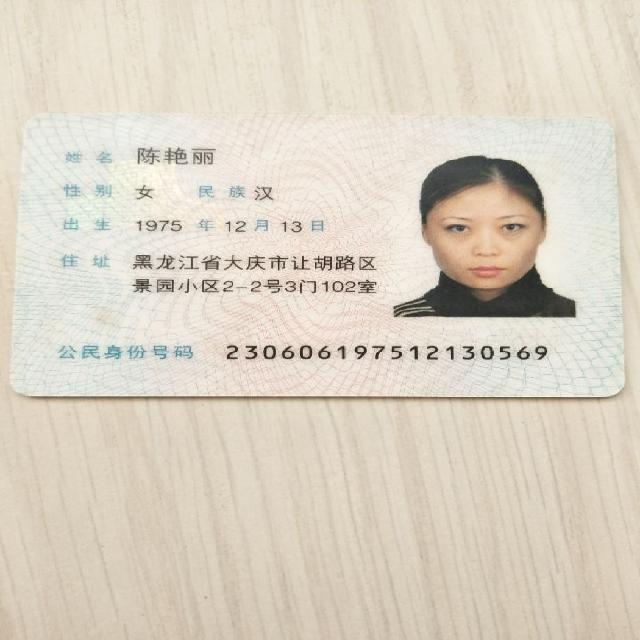 姓名 陈艳丽
性别 女 民族 汉
出生 1975 年 12 月 13 日
住址 黑龙江省大庆市让胡路区
景园小区2-2号3门102室
公民身份号码 230606197512130569